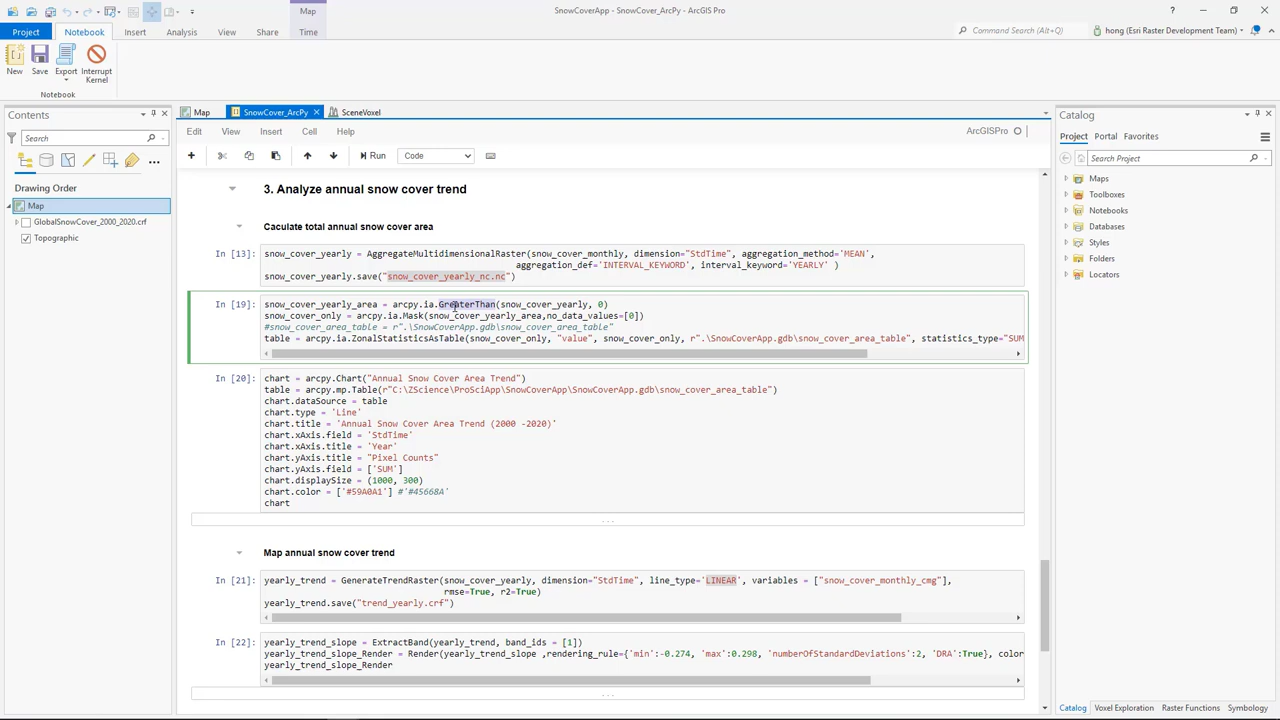 Map
SnowCoverApp - SnowCover_ArcPy - ArcGIS Pro
Project
Notebook
Insert
Analysis
View
Share
Time
Command Search (Alt+Q)
hong (Esri Raster Development Team)
New
Save
Export
Interrupt
Kernel
Notebook
Contents
Search
Drawing Order
Map
GlobalSnowCover_2000_2020.crf
Topographic
Map
SnowCover_ArcPy
SceneVoxel
Edit
View
Insert
Cell
Help
ArcGISPro
Run
Code
3. Analyze annual snow cover trend
Caculate total annual snow cover area
In [13]:
snow_cover_yearly = AggregateMultidimensionalRaster(snow_cover_monthly, dimension="StdTime", aggregation_method='MEAN',
aggregation_def='INTERVAL_KEYWORD', interval_keyword='YEARLY' )
snow_cover_yearly.save("snow_cover_yearly_nc.nc")
In [19]:
snow_cover_yearly_area = arcpy.ia.GreaterThan(snow_cover_yearly, 0)
snow_cover_only = arcpy.ia.Mask(snow_cover_yearly_area,no_data_values=[0])
#snow_cover_area_table = r".\SnowCoverApp.gdb\snow_cover_area_table"
table = arcpy.ia.ZonalStatisticsAsTable(snow_cover_only, "value", snow_cover_only, r".\SnowCoverApp.gdb\snow_cover_area_table", statistics_type="SUM
In [20]:
chart = arcpy.Chart("Annual Snow Cover Area Trend")
table = arcpy.mp.Table(r"C:\ZScience\ProSciApp\SnowCoverApp\SnowCoverApp.gdb\snow_cover_area_table")
chart.dataSource = table
chart.type = 'Line'
chart.title = 'Annual Snow Cover Area Trend (2000 -2020)'
chart.xAxis.field = 'StdTime'
chart.xAxis.title = 'Year'
chart.yAxis.title = "Pixel Counts"
chart.yAxis.field = ['SUM']
chart.displaySize = (1000, 300)
chart.color = ['#59A0A1'] #'#45668A'
chart
...
Map annual snow cover trend
In [21]:
yearly_trend = GenerateTrendRaster(snow_cover_yearly, dimension="StdTime", line_type='LINEAR', variables = ["snow_cover_monthly_cmg"],
rmse=True, r2=True)
yearly_trend.save("trend_yearly.crf")
In [22]:
yearly_trend_slope = ExtractBand(yearly_trend, band_ids = [1])
yearly_trend_slope_Render = Render(yearly_trend_slope ,rendering_rule={'min':-0.274, 'max':0.298, 'numberOfStandardDeviations':2, 'DRA':True}, color
yearly_trend_slope_Render
...
Catalog
Project
Portal
Favorites
Search Project
Maps
Toolboxes
Notebooks
Databases
Styles
Folders
Locators
Catalog
Voxel Exploration
Raster Functions
Symbology